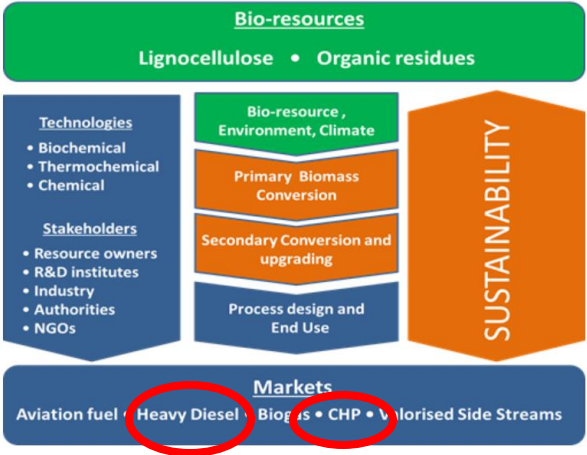 Bio-resources
Lignocellulose • Organic residues
Technologies
• Biochemical
• Thermochemical
• Chemical
Stakeholders
• Resource owners
• R&D institutes
• Industry
• Authorities
• NGOs
Bio-resource ,
Environment, Climate
Primary Biomass
Conversion
Secondary Conversion and
upgrading
Process design and
End Use
SUSTAINABILITY
Markets
Aviation fuel • Heavy Diesel • Biogas • CHP • Valorised Side Streams